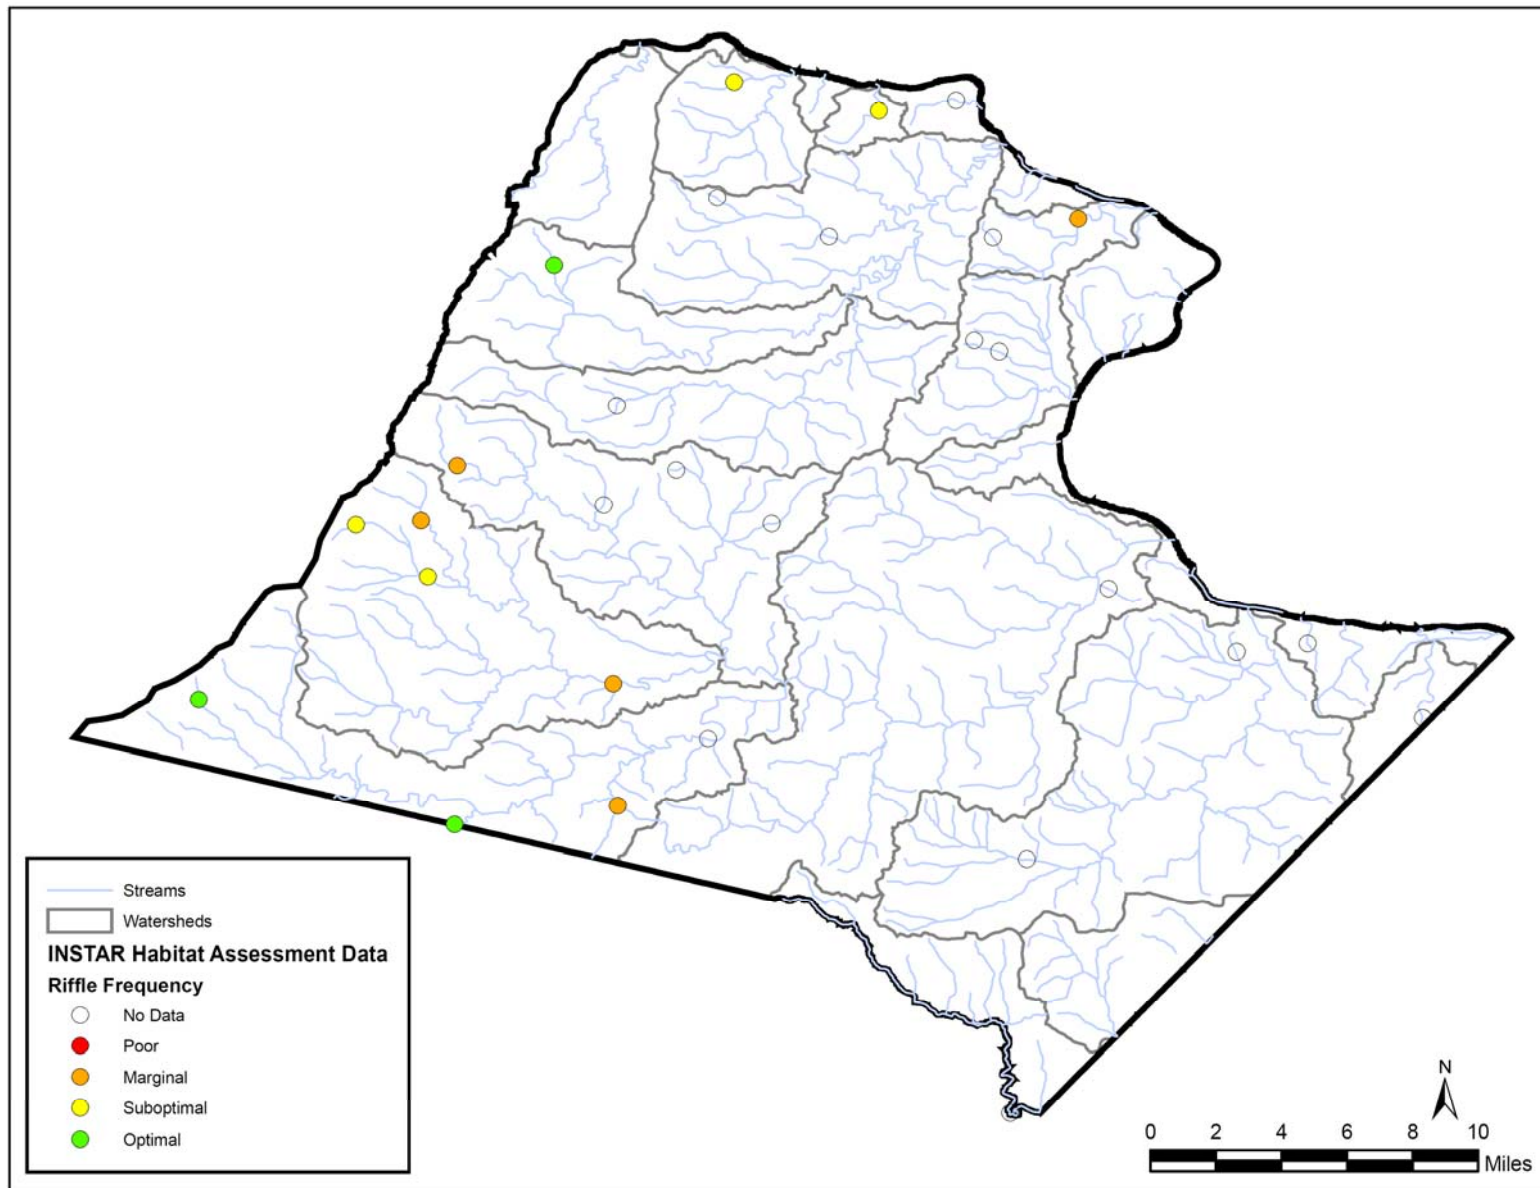 Streams
Watersheds
INSTAR Habitat Assessment Data
Riffle Frequency
No Data
Poor
Marginal
Suboptimal
Optimal
N
0 2 4 6 8 10
Miles